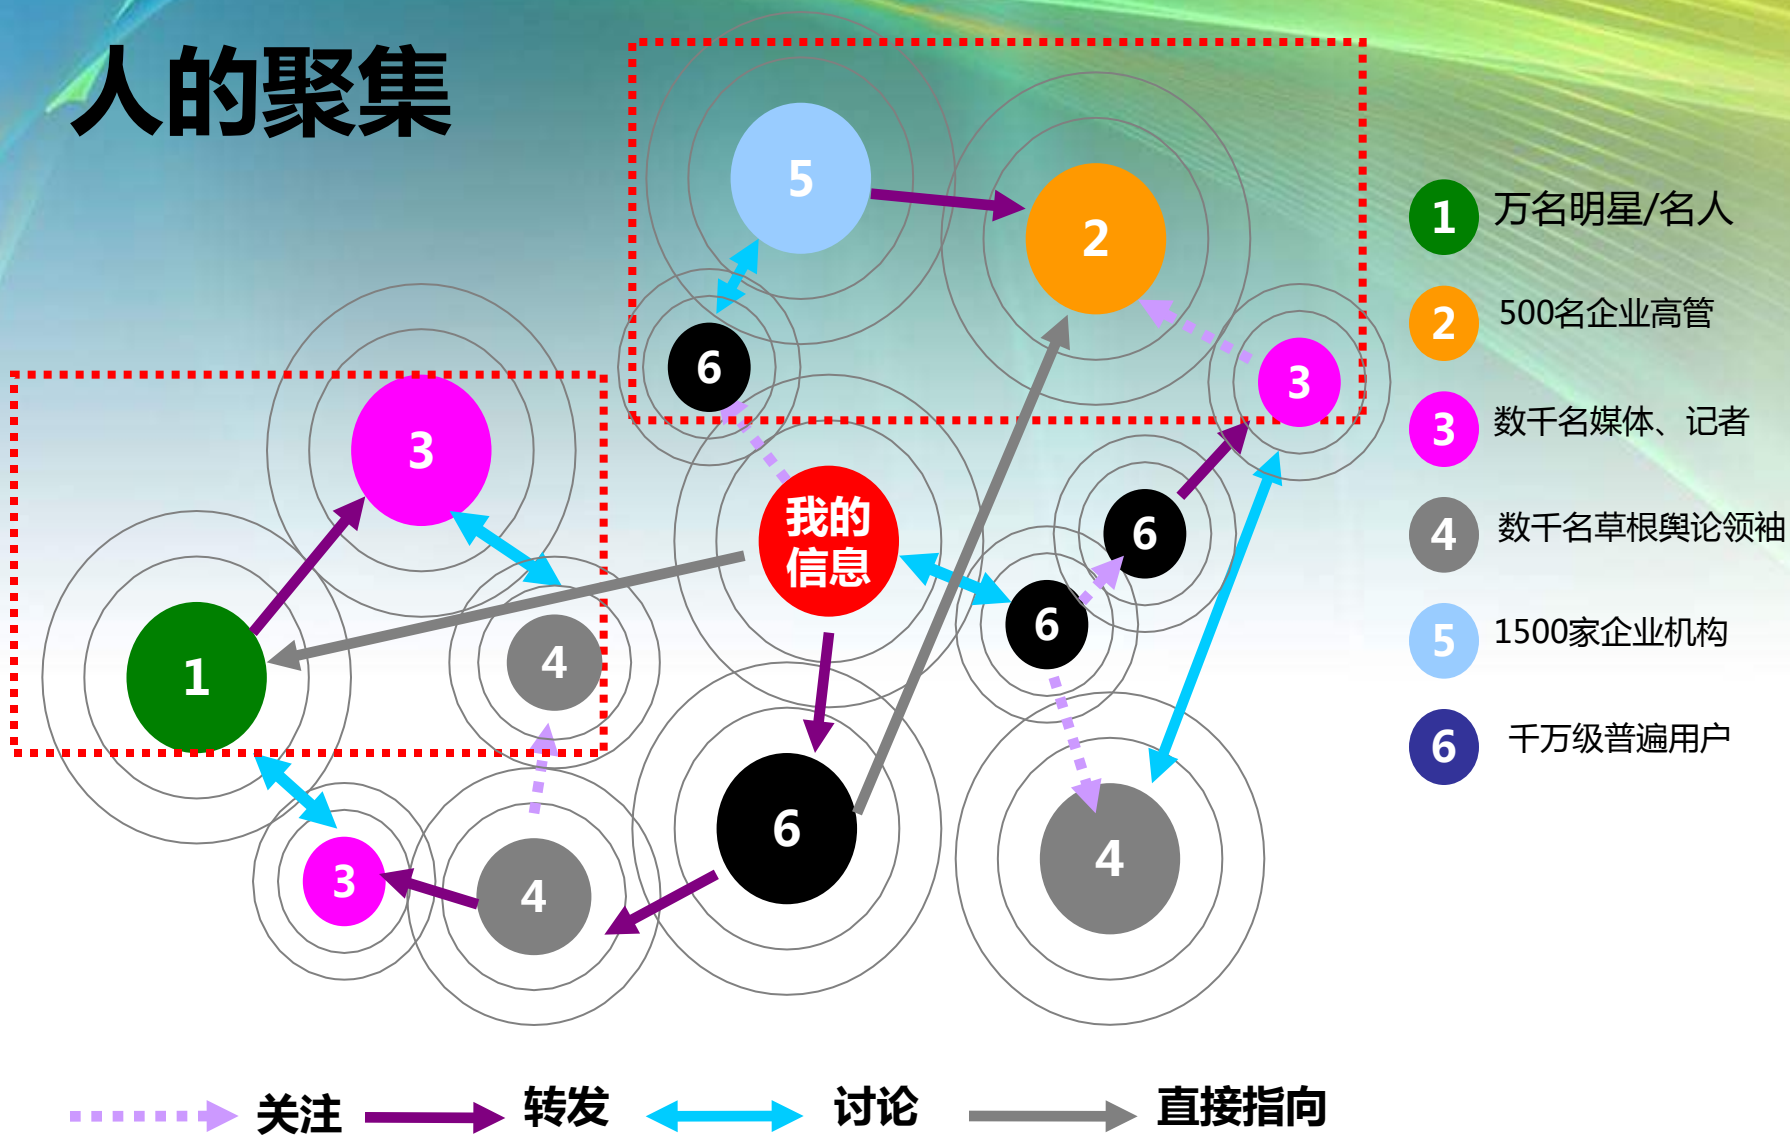 人的聚集
5
2
6
3
3
我的
信息
6
6
1
4
6
4
3
4
1 万名明星/名人
2 500名企业高管
3 数千名媒体、记者
4 数千名草根舆论领袖
5 1500家企业机构
6 千万级普遍用户
关注
转发
讨论
直接指向